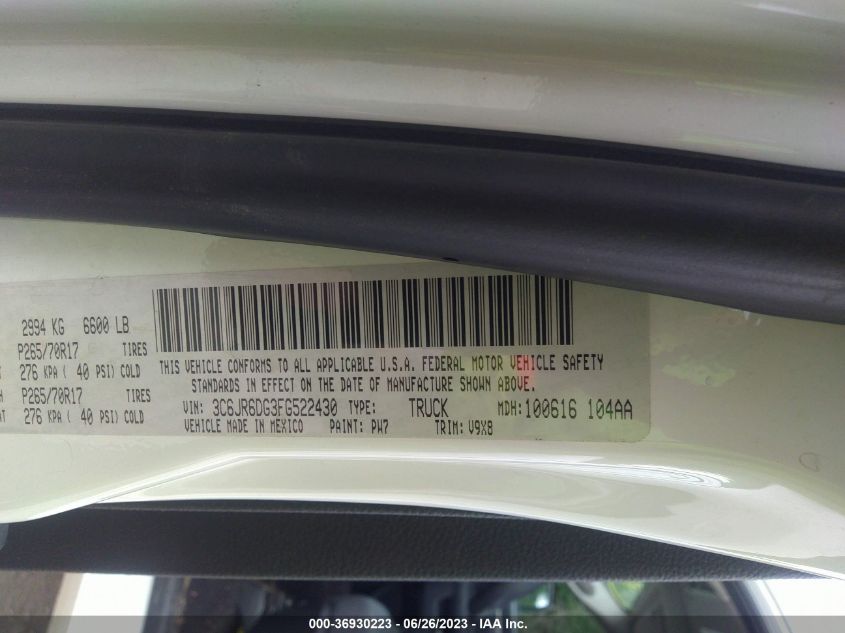 2994 KG 6600 LB
P265/70R17 TIRES
276 KPA ( 40 PSI) COLD
P265/70R17 TIRES
276 KPA ( 40 PSI) COLD
THIS VEHICLE CONFORMS TO ALL APPLICABLE U.S.A. FEDERAL MOTOR VEHICLE SAFETY
STANDARDS IN EFFECT ON THE DATE OF MANUFACTURE SHOWN ABOVE.
VIN: 3C6JR6DG3FG522430 TYPE: TRUCK MDH:100616 104AA
VEHICLE MADE IN MEXICO PAINT: PW7 TRIM: V9X8
000-36930223 - 06/26/2023 - IAA Inc.